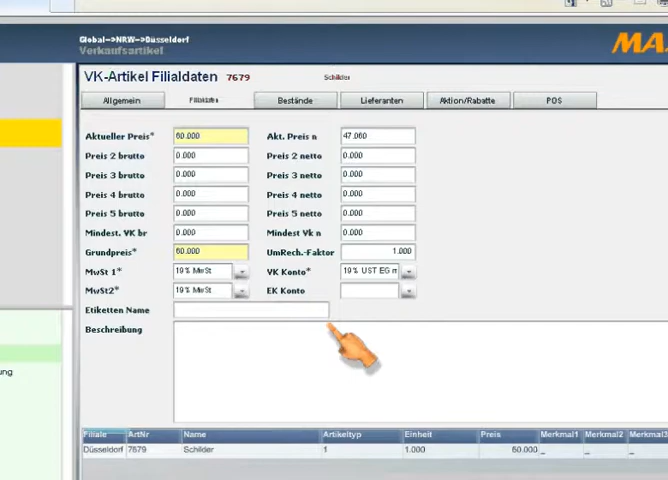 Global->NRW->Düsseldorf
Verkaufsartikel
VK-Artikel Filialdaten 7679 Schilder
Allgemein Filialdaten Bestände Lieferanten Aktion/Rabatte POS
Aktueller Preis* 60.000 Akt. Preis n 47.060
Preis 2 brutto 0.000 Preis 2 netto 0.000
Preis 3 brutto 0.000 Preis 3 netto 0.000
Preis 4 brutto 0.000 Preis 4 netto 0.000
Preis 5 brutto 0.000 Preis 5 netto 0.000
Mindest. VK br 0.000 Mindest Vk n 0.000
Grundpreis* 60.000 UmRech.-Faktor 1.000
MwSt 1* 19% MwSt VK Konto* 19% UST EG m
MwSt2* 19% MwSt EK Konto
Etiketten Name
Beschreibung
ung
Filiale ArtNr Name Artikeltyp Einheit Preis Merkmal1 Merkmal2 Merkmal3
Düsseldorf 7679 Schilder 1 1.000 60.000 _ _ _